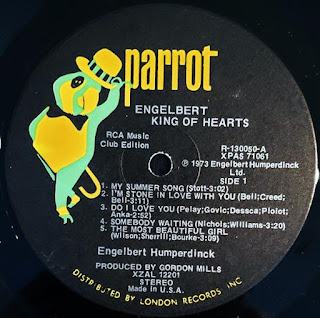 parrot
ENGELBERT
KING OF HEARTS
RCA Music
Club Edition
R-130050-A
XPAS 71061
℗ 1973 Engelbert Humperdinck
Ltd.
SIDE 1
1. MY SUMMER SONG (Stott-3:02)
2. I'M STONE IN LOVE WITH YOU (Bell;Creed;
Bell-3:11)
3. DO I LOVE YOU (Pelay;Govic;Dessca;Piolot;
Anka-2:52)
4. SOMEBODY WAITING (Nichols;Williams-3:20)
5. THE MOST BEAUTIFUL GIRL
(Wilson;Sherrill;Bourke-3:09)
Engelbert Humperdinck
PRODUCED BY GORDON MILLS
XZAL 12201
STEREO
Made in U.S.A.
DISTRIBUTED BY LONDON RECORDS INC